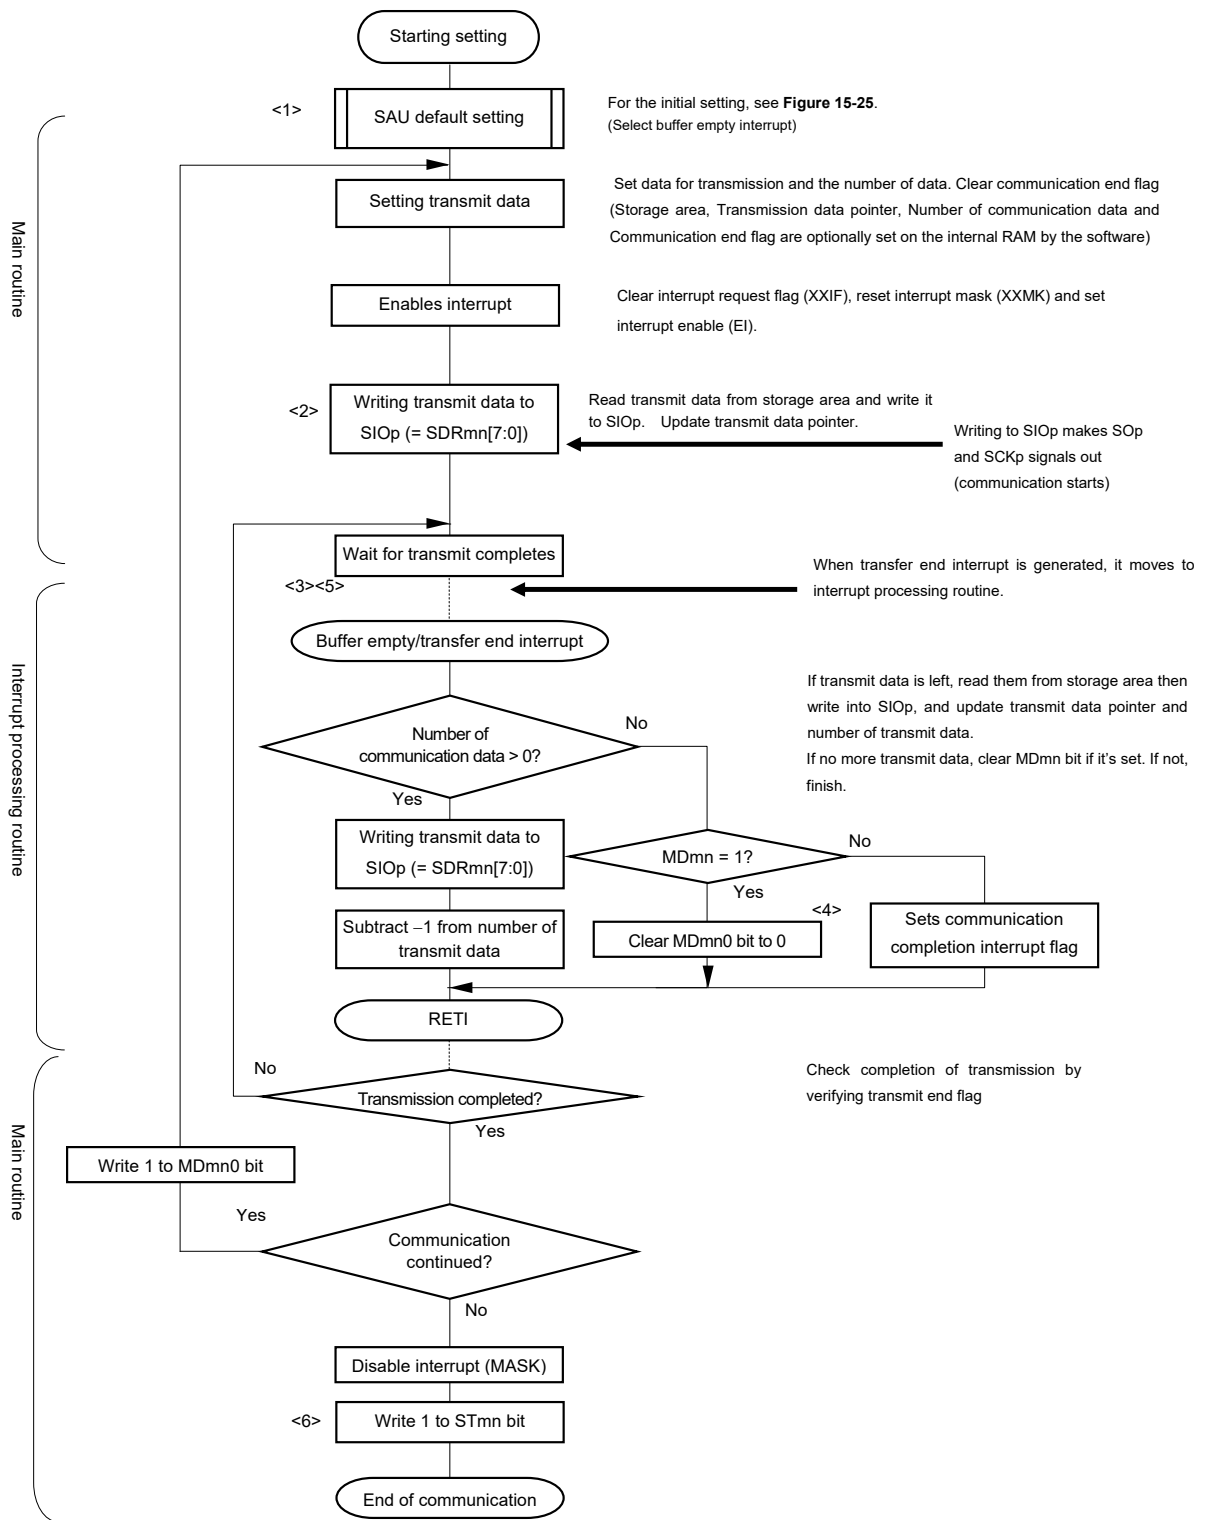 Starting setting
<1>
SAU default setting
For the initial setting, see Figure 15-25.
(Select buffer empty interrupt)
Setting transmit data
Set data for transmission and the number of data. Clear communication end flag
(Storage area, Transmission data pointer, Number of communication data and
Communication end flag are optionally set on the internal RAM by the software)
Main routine
Enables interrupt
Clear interrupt request flag (XXIF), reset interrupt mask (XXMK) and set
interrupt enable (EI).
<2>
Writing transmit data to
SIOp (= SDRmn[7:0])
Read transmit data from storage area and write it
to SIOp. Update transmit data pointer.
Writing to SIOp makes SOp
and SCKp signals out
(communication starts)
Wait for transmit completes
<3><5>
When transfer end interrupt is generated, it moves to
interrupt processing routine.
Buffer empty/transfer end interrupt
Interrupt processing routine
If transmit data is left, read them from storage area then
write into SIOp, and update transmit data pointer and
number of transmit data.
If no more transmit data, clear MDmn bit if it's set. If not,
finish.
Number of
communication data > 0?
No
Yes
Writing transmit data to
SIOp (= SDRmn[7:0])
MDmn = 1?
No
Yes
<4>
Subtract −1 from number of
transmit data
Clear MDmn0 bit to 0
Sets communication
completion interrupt flag
RETI
No
Transmission completed?
Yes
Check completion of transmission by
verifying transmit end flag
Main routine
Write 1 to MDmn0 bit
Yes
Communication
continued?
No
Disable interrupt (MASK)
<6>
Write 1 to STmn bit
End of communication